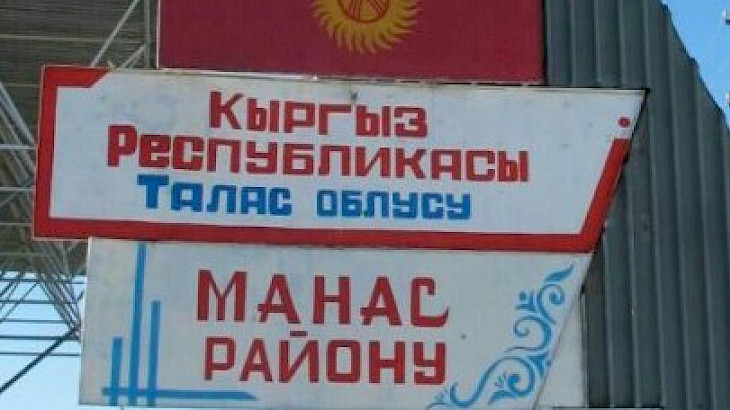 Кыргыз
Республикасы
Талас облусу
Манас
району